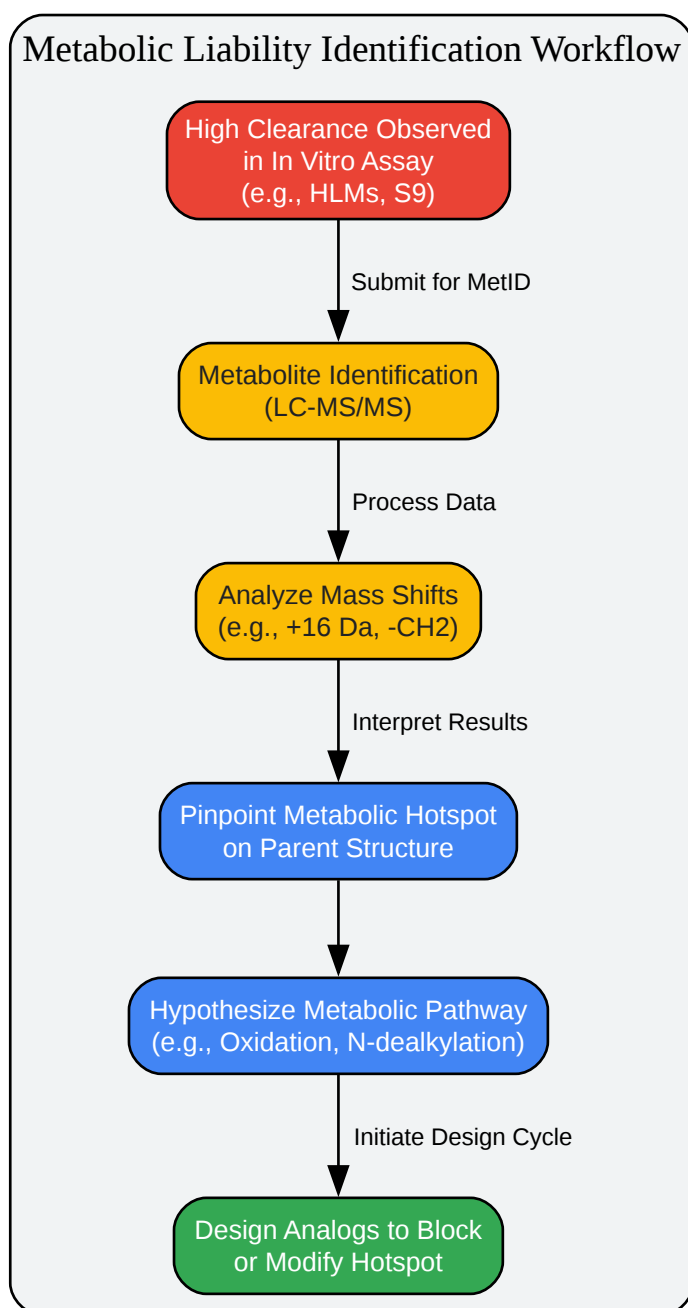 Metabolic Liability Identification Workflow
High Clearance Observed
in In Vitro Assay
(e.g., HLMs, S9)
Submit for MetID
Metabolite Identification
(LC-MS/MS)
Process Data
Analyze Mass Shifts
(e.g., +16 Da, -CH2)
Interpret Results
Pinpoint Metabolic Hotspot
on Parent Structure
Hypothesize Metabolic Pathway
(e.g., Oxidation, N-dealkylation)
Initiate Design Cycle
Design Analogs to Block
or Modify Hotspot